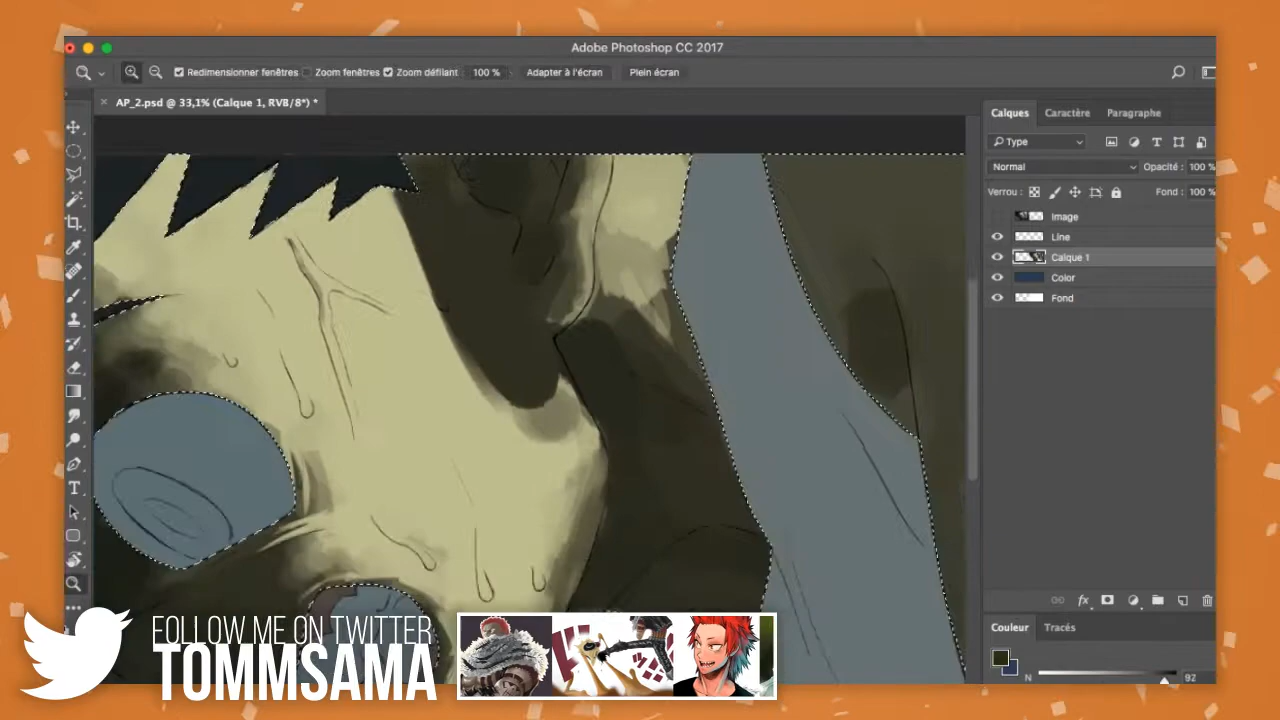 Adobe Photoshop CC 2017
Redimensionner fenêtres Zoom fenêtres Zoom défilant 100 % Adapter à l'écran Plein écran
AP_2.psd @ 33,1% (Calque 1, RVB/8*) *
Calques Caractère Paragraphe
Type
Normal Opacité : 100 %
Verrou : Fond : 100 %
Image
Line
Calque 1
Color
Fond
Couleur Tracés
N 92
FOLLOW ME ON TWITTER
TOMMSAMA